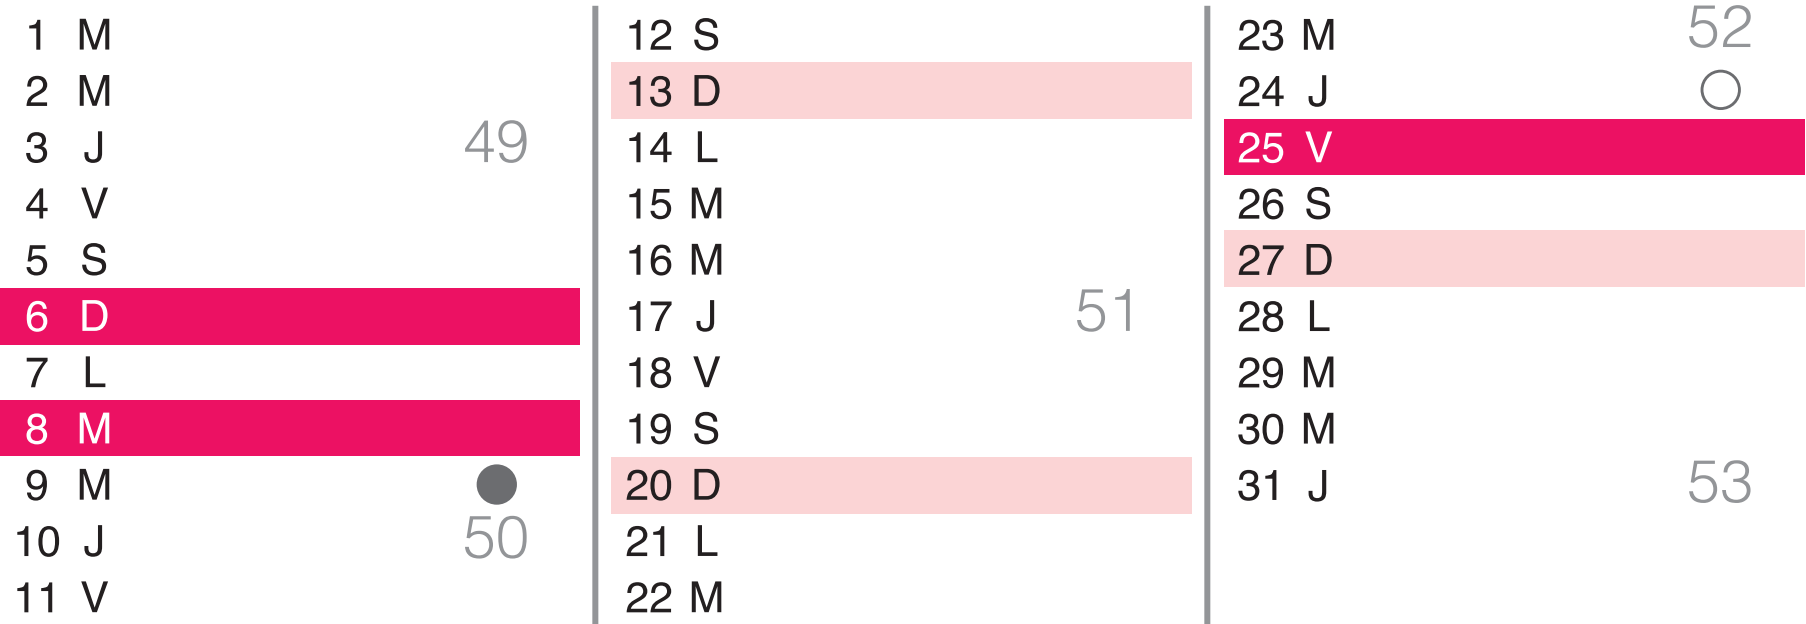 1 M
2 M
3 J 49
4 V
5 S
6 D
7 L
8 M
9 M
10 J 50
11 V
12 S
13 D
14 L
15 M
16 M
17 J 51
18 V
19 S
20 D
21 L
22 M
23 M 52
24 J
25 V
26 S
27 D
28 L
29 M
30 M
31 J 53